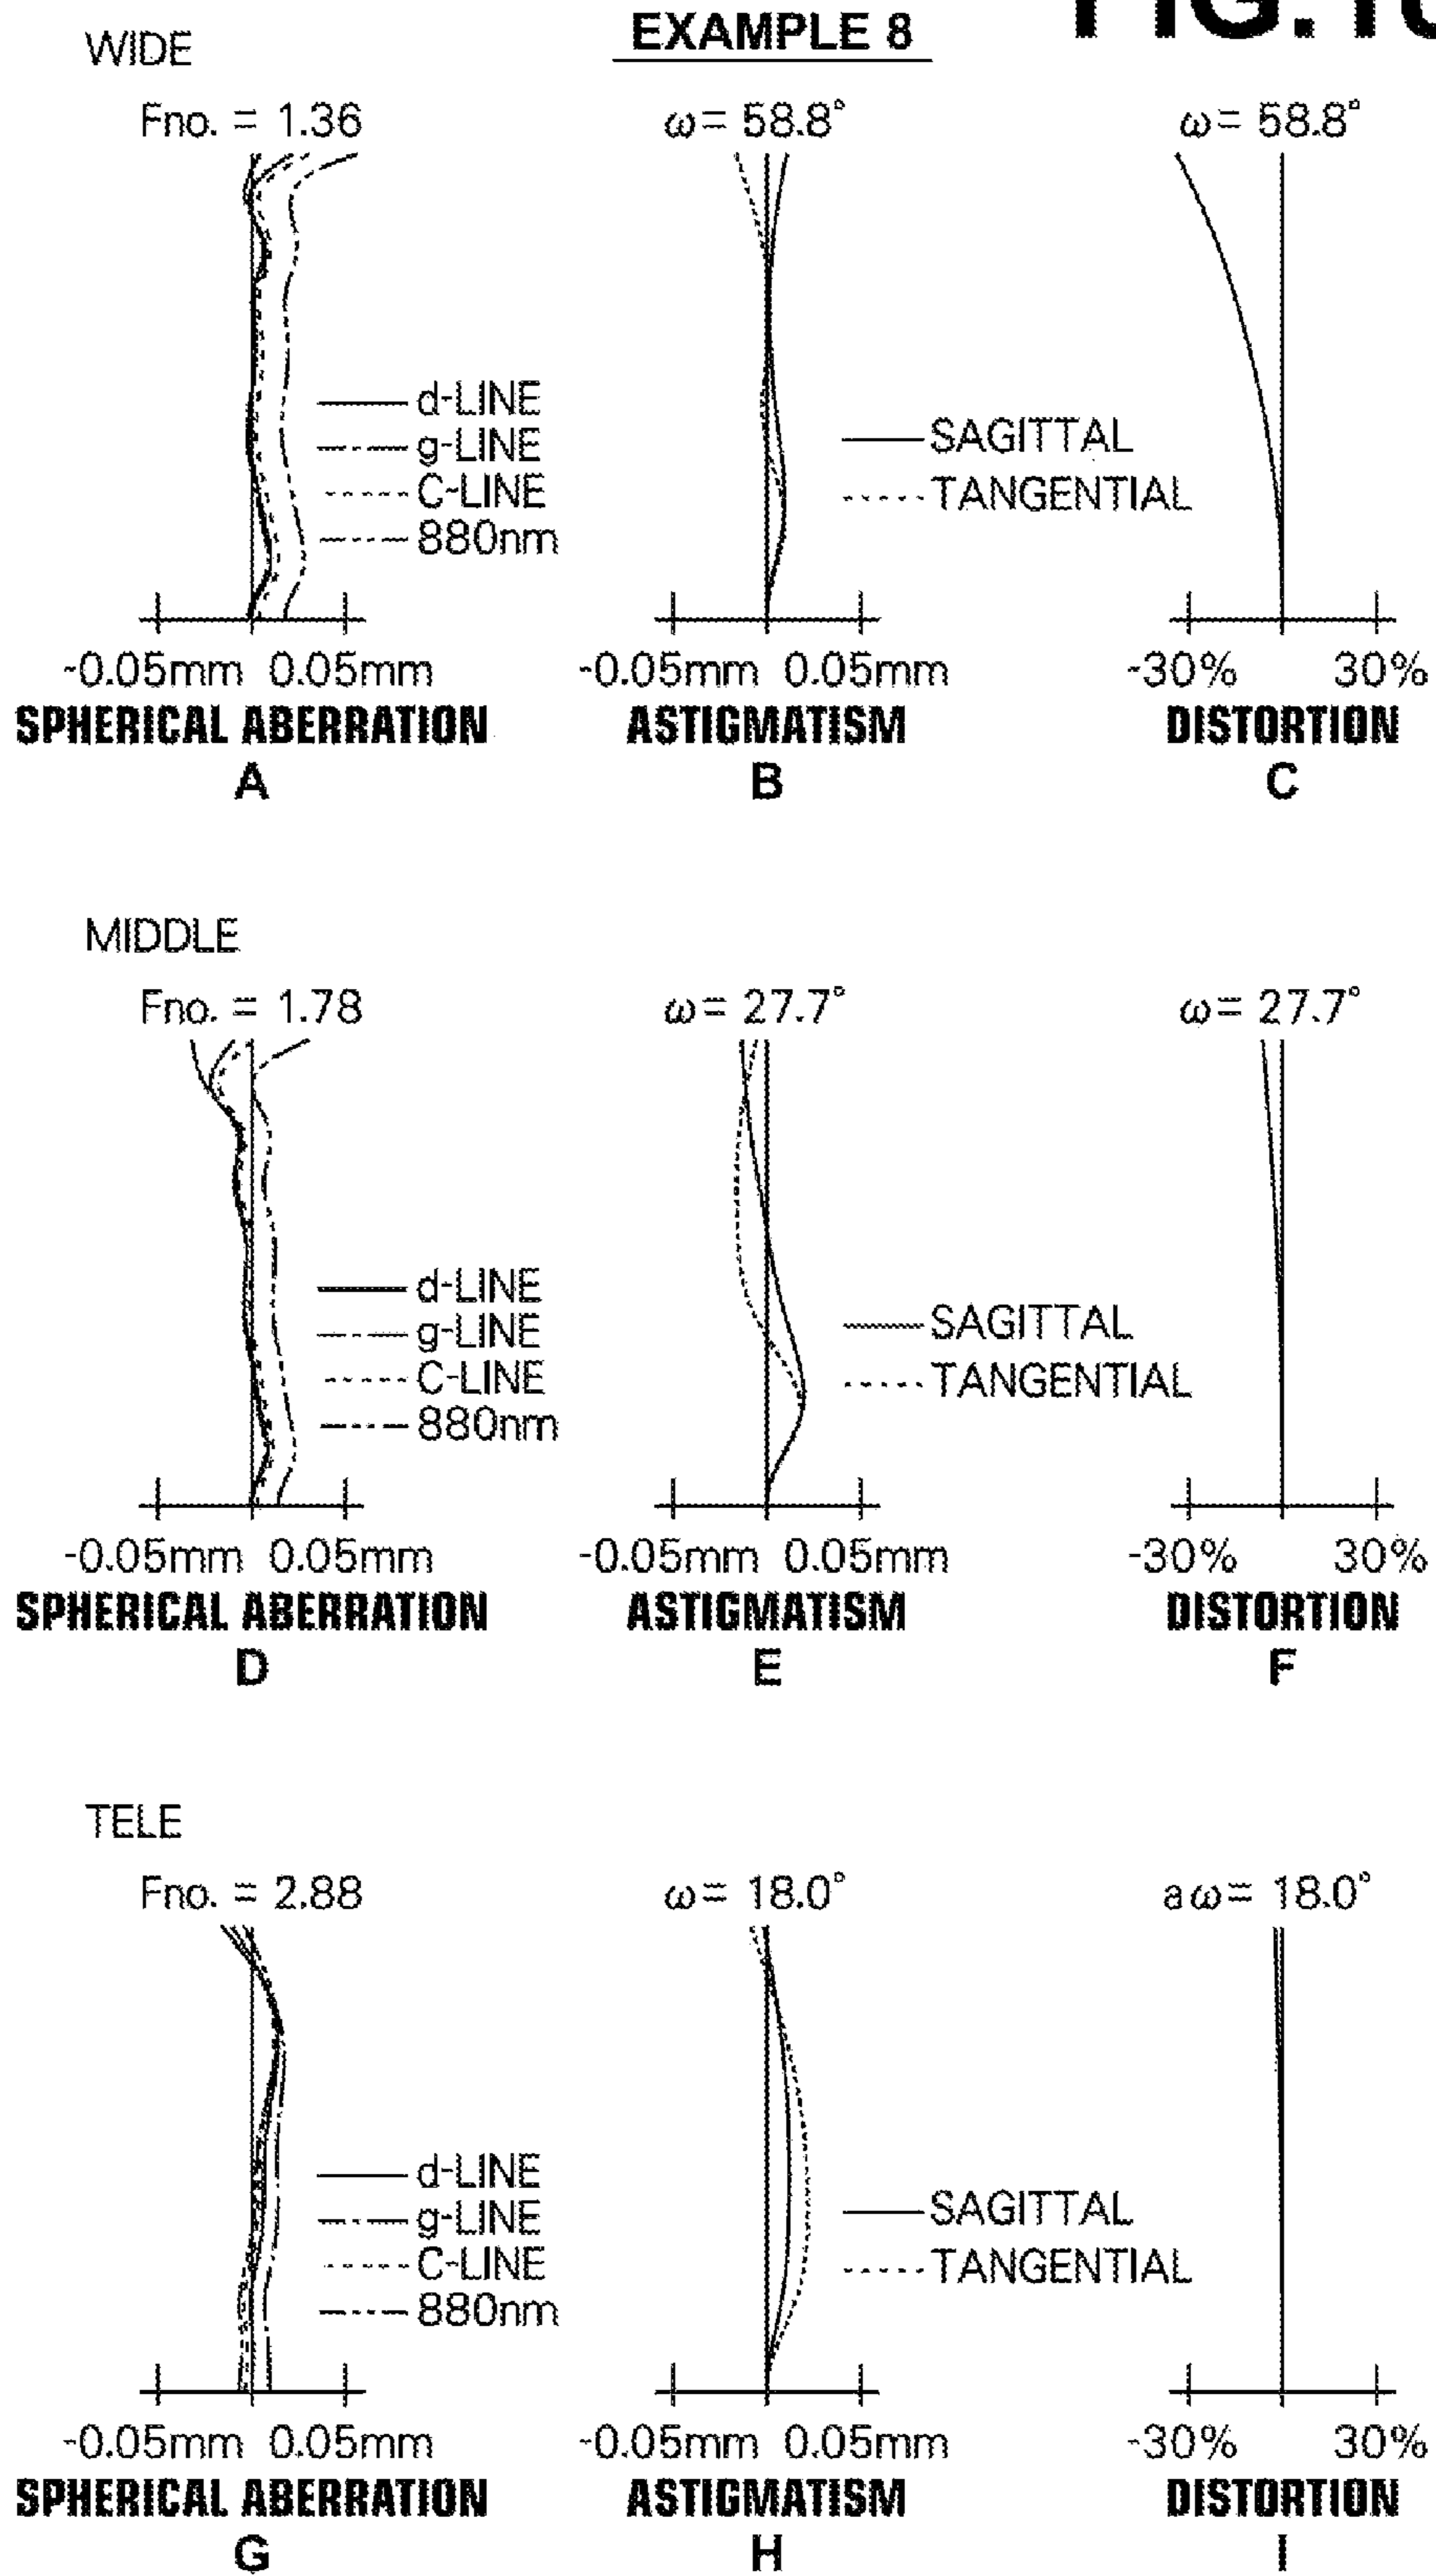 EXAMPLE 8
WIDE
Fno. = 1.36
ω= 58.8°
ω= 58.8°
d-LINE
g-LINE
C-LINE
880nm
SAGITTAL
TANGENTIAL
-0.05mm 0.05mm
-0.05mm 0.05mm
-30% 30%
SPHERICAL ABERRATION
ASTIGMATISM
DISTORTION
A
B
C
MIDDLE
Fno. = 1.78
ω= 27.7°
ω= 27.7°
d-LINE
g-LINE
C-LINE
880nm
SAGITTAL
TANGENTIAL
-0.05mm 0.05mm
-0.05mm 0.05mm
-30% 30%
SPHERICAL ABERRATION
ASTIGMATISM
DISTORTION
D
E
F
TELE
Fno. = 2.88
ω= 18.0°
aω= 18.0°
d-LINE
g-LINE
C-LINE
880nm
SAGITTAL
TANGENTIAL
-0.05mm 0.05mm
-0.05mm 0.05mm
-30% 30%
SPHERICAL ABERRATION
ASTIGMATISM
DISTORTION
G
H
I